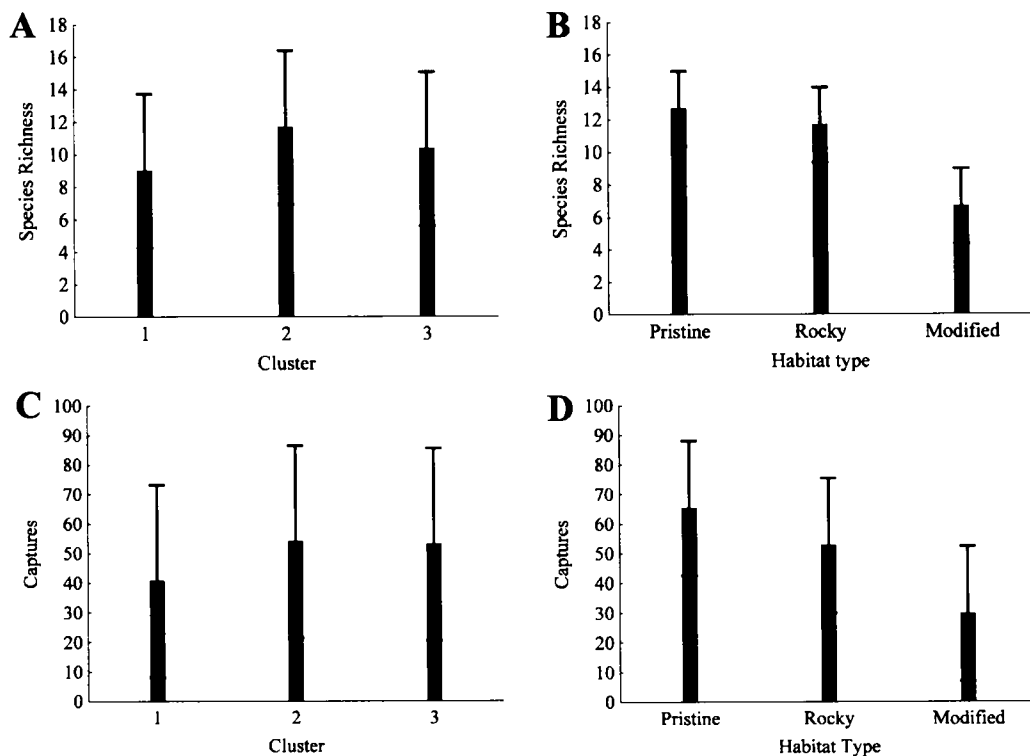 A
Species Richness
18
16
14
12
10
8
6
4
2
0
1 2 3
Cluster
B
Species Richness
18
16
14
12
10
8
6
4
2
0
Pristine Rocky Modified
Habitat type
C
Captures
100
90
80
70
60
50
40
30
20
10
0
1 2 3
Cluster
D
Captures
100
90
80
70
60
50
40
30
20
10
0
Pristine Rocky Modified
Habitat Type